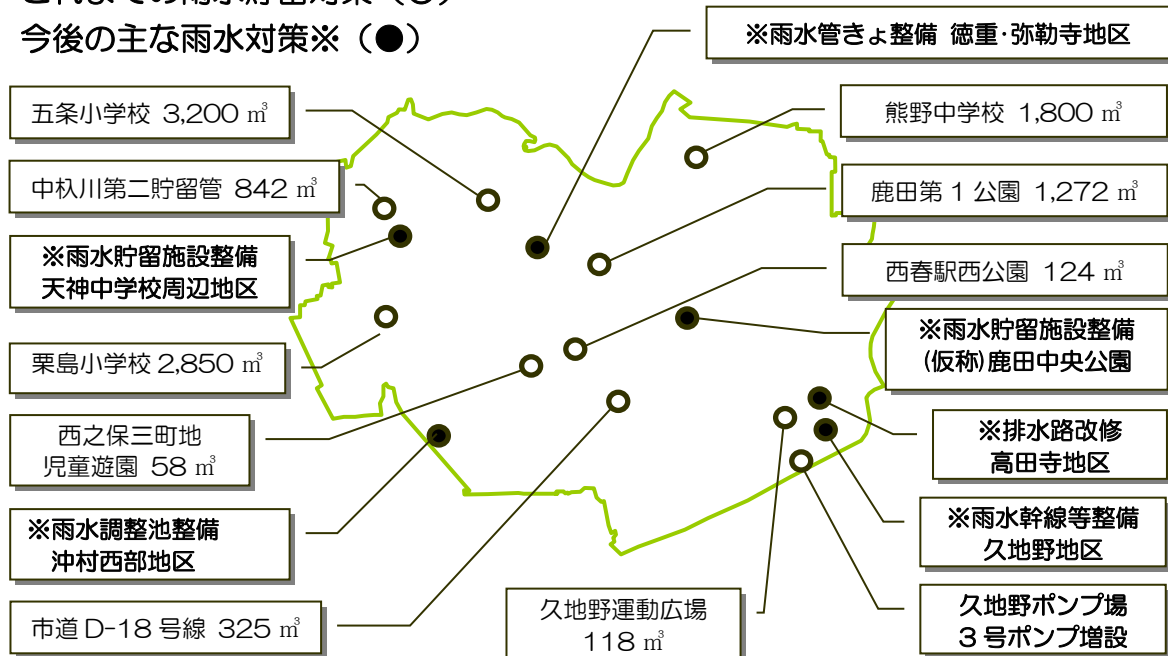 今後の主な雨水対策※（●）
※雨水管きょ整備 徳重・弥勒寺地区
五条小学校 3,200 ㎥
熊野中学校 1,800 ㎥
中杁川第二貯留管 842 ㎥
鹿田第１公園 1,272 ㎥
※雨水貯留施設整備
天神中学校周辺地区
西春駅西公園 124 ㎥
※雨水貯留施設整備
(仮称)鹿田中央公園
栗島小学校 2,850 ㎥
西之保三町地
児童遊園 58 ㎥
※排水路改修
高田寺地区
※雨水調整池整備
沖村西部地区
※雨水幹線等整備
久地野地区
市道 D-18 号線 325 ㎥
久地野運動広場
118 ㎥
久地野ポンプ場
３号ポンプ増設